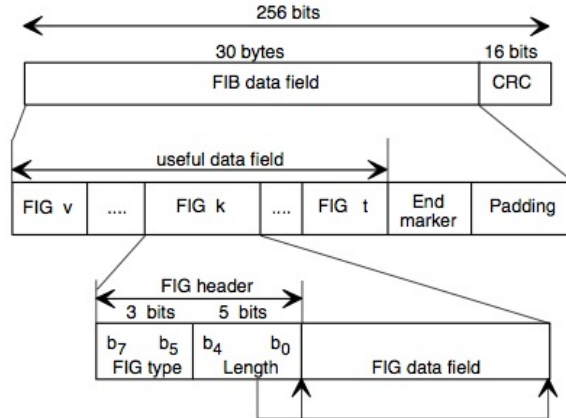 256 bits
30 bytes 16 bits
FIB data field CRC
useful data field
FIG v .... FIG k .... FIG t End marker Padding
FIG header
3 bits 5 bits
b7 b5 b4 b0
FIG type Length FIG data field